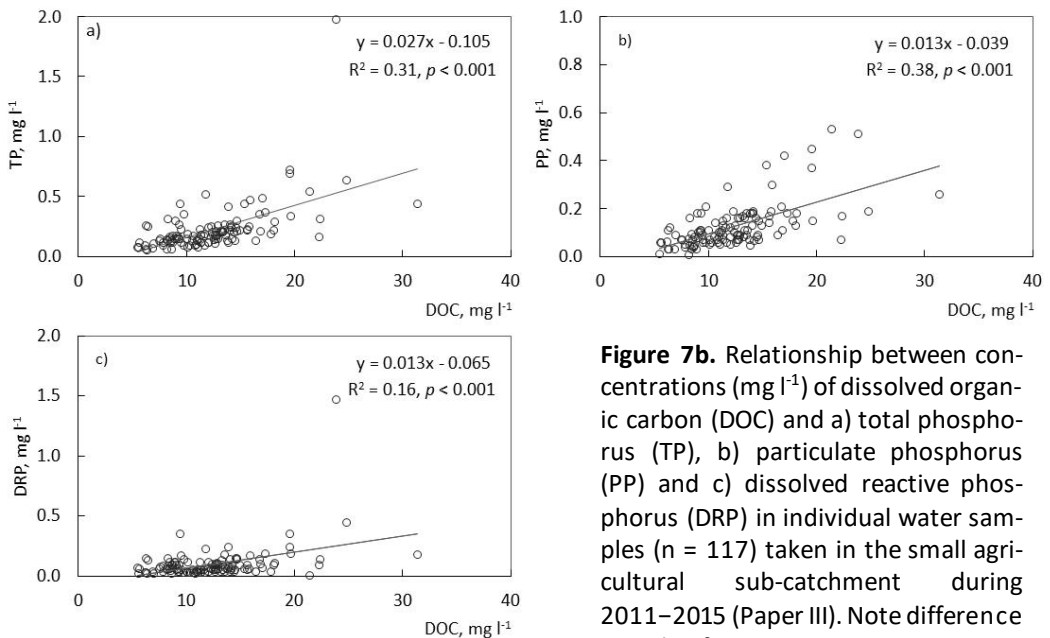 a)
y = 0.027x - 0.105
R² = 0.31, p < 0.001
2.0
1.5
1.0
0.5
0.0
TP, mg l⁻¹
0 10 20 30 40
DOC, mg l⁻¹
b)
y = 0.013x - 0.039
R² = 0.38, p < 0.001
1.0
0.8
0.6
0.4
0.2
0.0
PP, mg l⁻¹
0 10 20 30 40
DOC, mg l⁻¹
c)
y = 0.013x - 0.065
R² = 0.16, p < 0.001
2.0
1.5
1.0
0.5
0.0
DRP, mg l⁻¹
0 10 20 30 40
DOC, mg l⁻¹
Figure 7b. Relationship between con-
centrations (mg l⁻¹) of dissolved organ-
ic carbon (DOC) and a) total phospho-
rus (TP), b) particulate phosphorus
(PP) and c) dissolved reactive phos-
phorus (DRP) in individual water sam-
ples (n = 117) taken in the small agri-
cultural sub-catchment during
2011–2015 (Paper III). Note difference